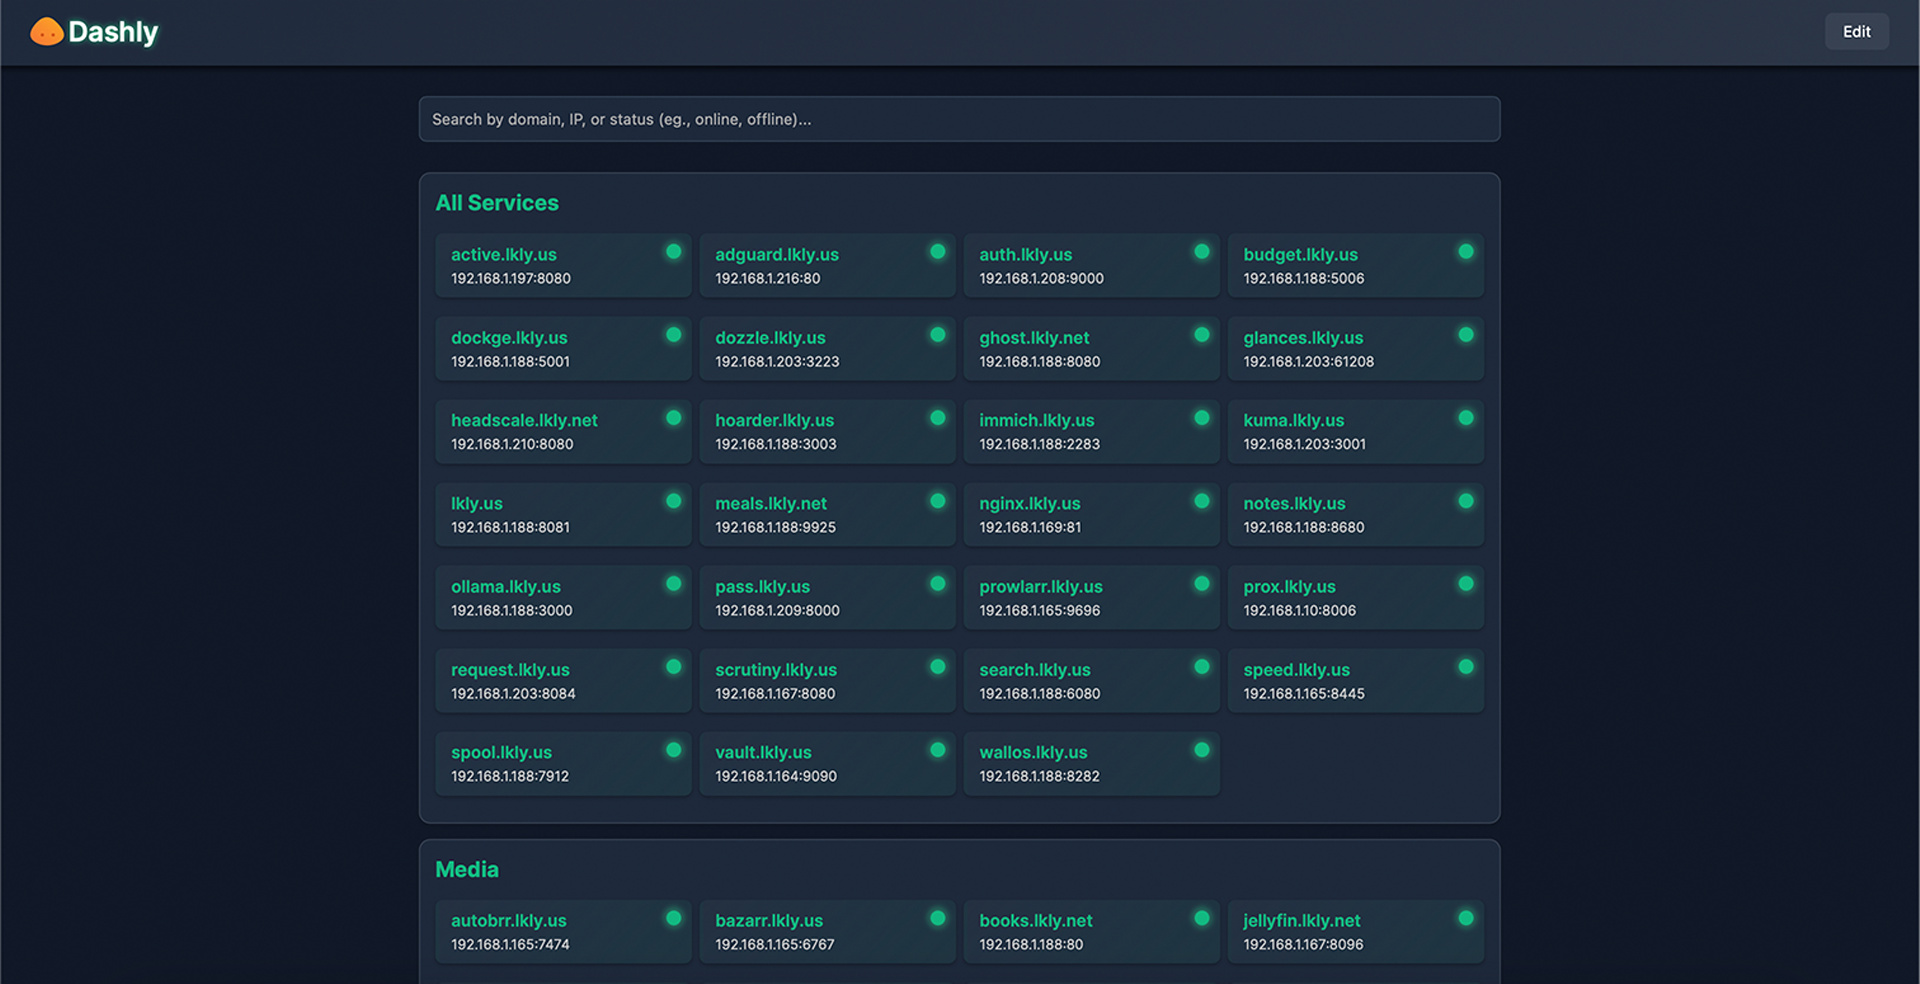 Dashly
Edit
Search by domain, IP, or status (eg., online, offline)...
All Services
active.lkly.us
192.168.1.197:8080
adguard.lkly.us
192.168.1.216:80
auth.lkly.us
192.168.1.208:9000
budget.lkly.us
192.168.1.188:5006
dockge.lkly.us
192.168.1.188:5001
dozzle.lkly.us
192.168.1.203:3223
ghost.lkly.net
192.168.1.188:8080
glances.lkly.us
192.168.1.203:61208
headscale.lkly.net
192.168.1.210:8080
hoarder.lkly.us
192.168.1.188:3003
immich.lkly.us
192.168.1.188:2283
kuma.lkly.us
192.168.1.203:3001
lkly.us
192.168.1.188:8081
meals.lkly.net
192.168.1.188:9925
nginx.lkly.us
192.168.1.169:81
notes.lkly.us
192.168.1.188:8680
ollama.lkly.us
192.168.1.188:3000
pass.lkly.us
192.168.1.209:8000
prowlarr.lkly.us
192.168.1.165:9696
prox.lkly.us
192.168.1.10:8006
request.lkly.us
192.168.1.203:8084
scrutiny.lkly.us
192.168.1.167:8080
search.lkly.us
192.168.1.188:6080
speed.lkly.us
192.168.1.165:8445
spool.lkly.us
192.168.1.188:7912
vault.lkly.us
192.168.1.164:9090
wallos.lkly.us
192.168.1.188:8282
Media
autobrr.lkly.us
192.168.1.165:7474
bazarr.lkly.us
192.168.1.165:6767
books.lkly.net
192.168.1.188:80
jellyfin.lkly.net
192.168.1.167:8096